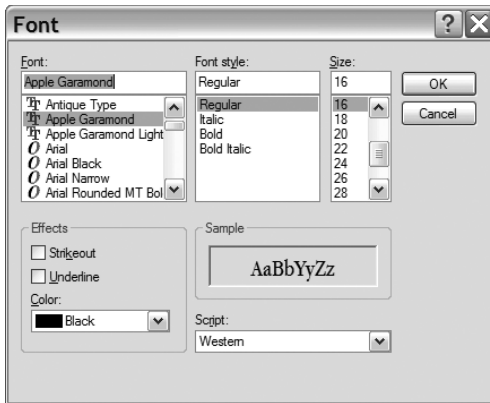 Font
Font: Font style: Size:
Apple Garamond Regular 16 OK
Antique Type Regular 16 Cancel
Apple Garamond Italic 18
Apple Garamond Light Bold 20
Arial Bold Italic 22
Arial Black 24
Arial Narrow 26
Arial Rounded MT Bol 28
Effects Sample
Strikeout
Underline AaBbYyZz
Color:
Black Script:
Western